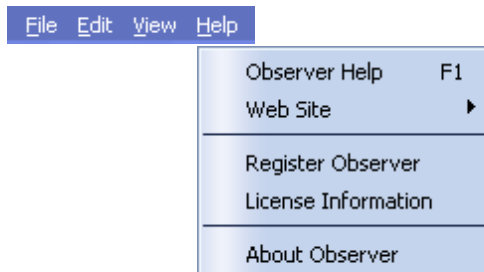 File Edit View Help
Observer Help F1
Web Site
Register Observer
License Information
About Observer